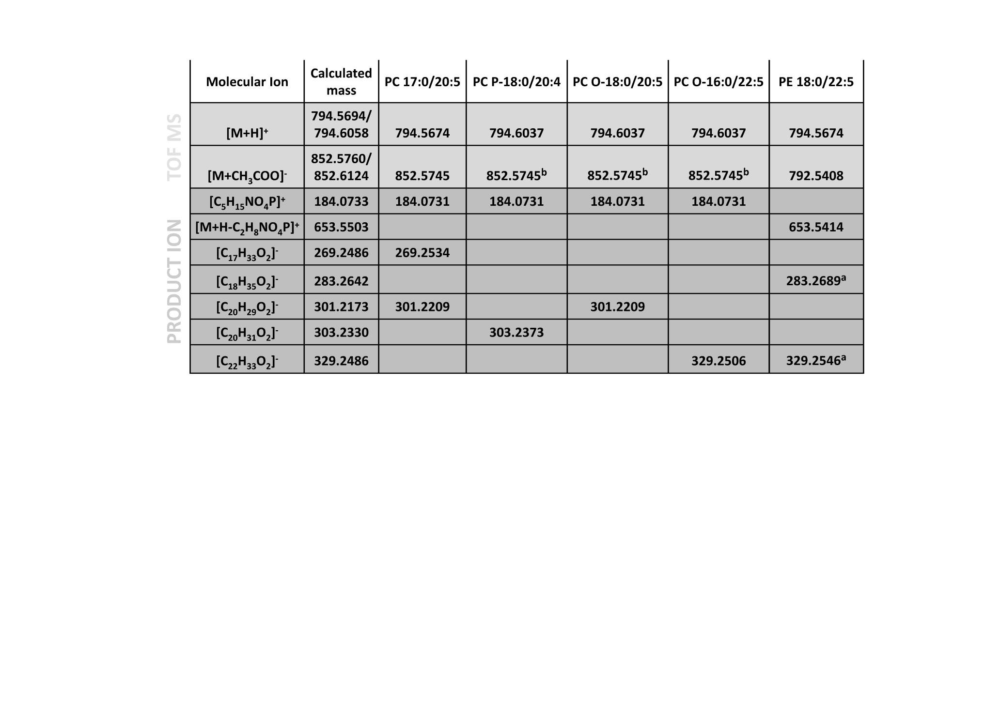 Molecular Ion Calculated mass PC 17:0/20:5 PC P-18:0/20:4 PC O-18:0/20:5 PC O-16:0/22:5 PE 18:0/22:5
TOF MS
[M+H]⁺ 794.5694/ 794.6058 794.5674 794.6037 794.6037 794.6037 794.5674
[M+CH₃COO]⁻ 852.5760/ 852.6124 852.5745 852.5745ᵇ 852.5745ᵇ 852.5745ᵇ 792.5408
PRODUCT ION
[C₅H₁₅NO₄P]⁺ 184.0733 184.0731 184.0731 184.0731 184.0731
[M+H-C₂H₈NO₄P]⁺ 653.5503 653.5414
[C₁₇H₃₃O₂]⁻ 269.2486 269.2534
[C₁₈H₃₅O₂]⁻ 283.2642 283.2689ᵃ
[C₂₀H₂₉O₂]⁻ 301.2173 301.2209 301.2209
[C₂₀H₃₁O₂]⁻ 303.2330 303.2373
[C₂₂H₃₃O₂]⁻ 329.2486 329.2506 329.2546ᵃ